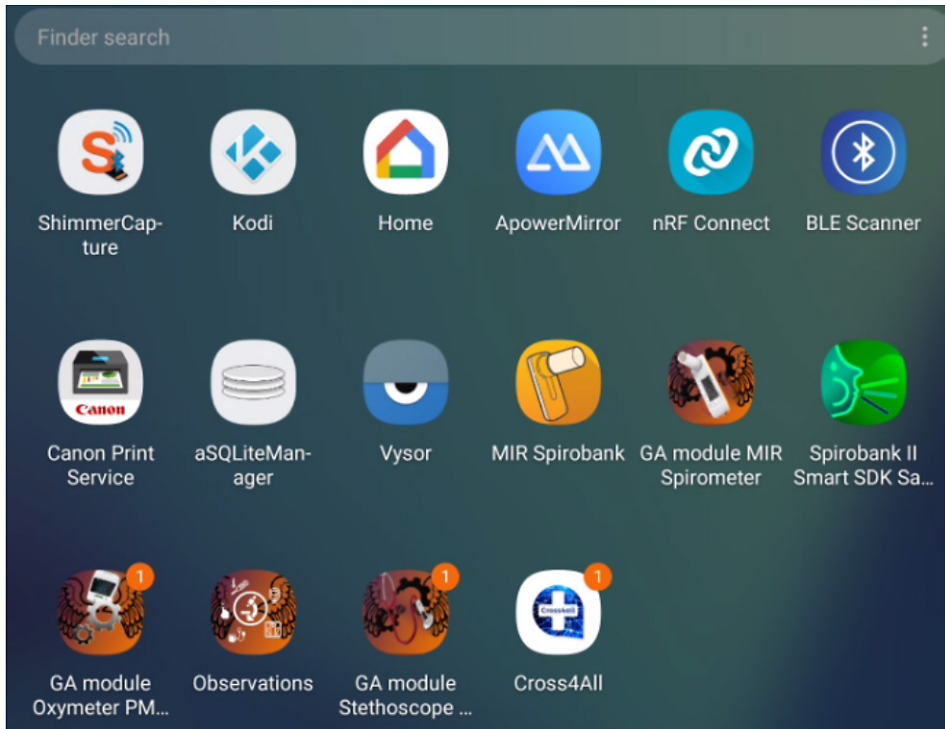 Finder search
ShimmerCap-
ture
Kodi
Home
ApowerMirror
nRF Connect
BLE Scanner
Canon
Canon Print
Service
aSQLiteMan-
ager
Vysor
MIR Spirobank
GA module MIR
Spirometer
Spirobank II
Smart SDK Sa...
1
GA module
Oxymeter PM...
Observations
1
GA module
Stethoscope ...
1
Cross4all
Cross4All